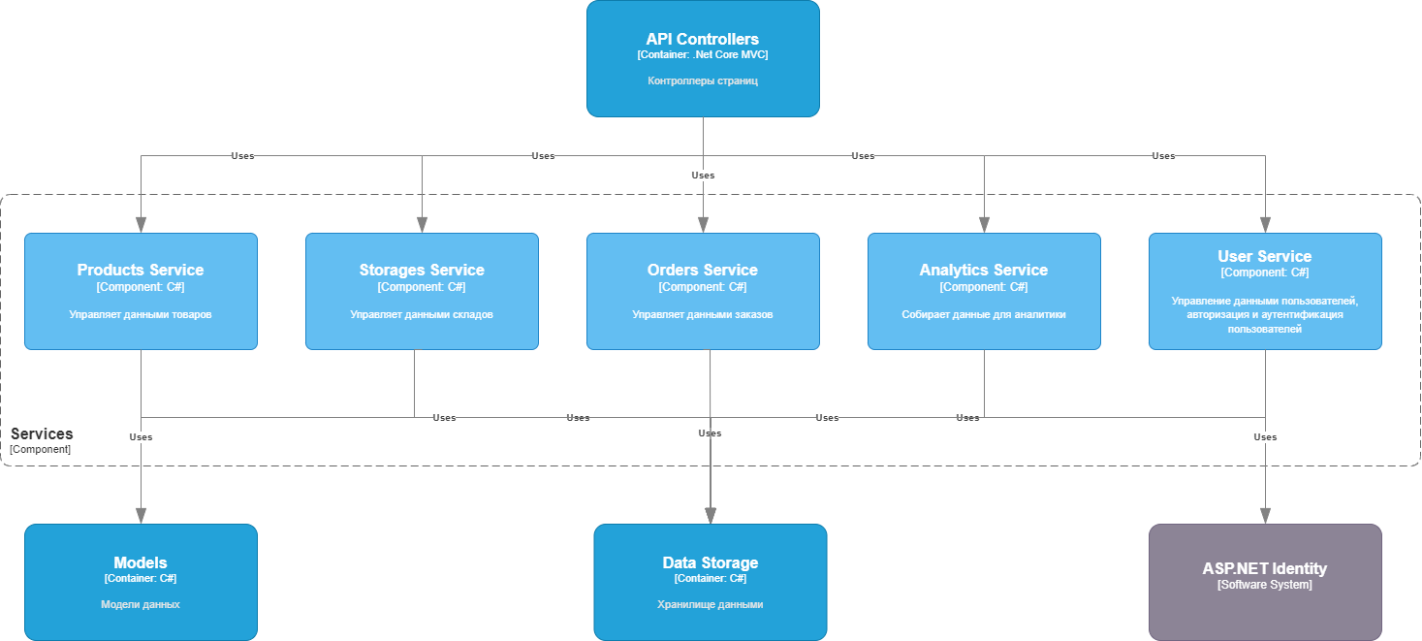 API Controllers
[Container: .Net Core MVC]
Контроллеры страниц
Uses
Uses
Uses
Uses
Uses
Products Service
[Component: C#]
Управляет данными товаров
Storages Service
[Component: C#]
Управляет данными складов
Orders Service
[Component: C#]
Управляет данными заказов
Analytics Service
[Component: C#]
Собирает данные для аналитики
User Service
[Component: C#]
Управление данными пользователей,
авторизация и аутентификация
пользователей
Uses
Uses
Uses
Uses
Uses
Uses
Uses
Services
[Component]
Models
[Container: C#]
Модели данных
Data Storage
[Container: C#]
Хранилище данными
ASP.NET Identity
[Software System]